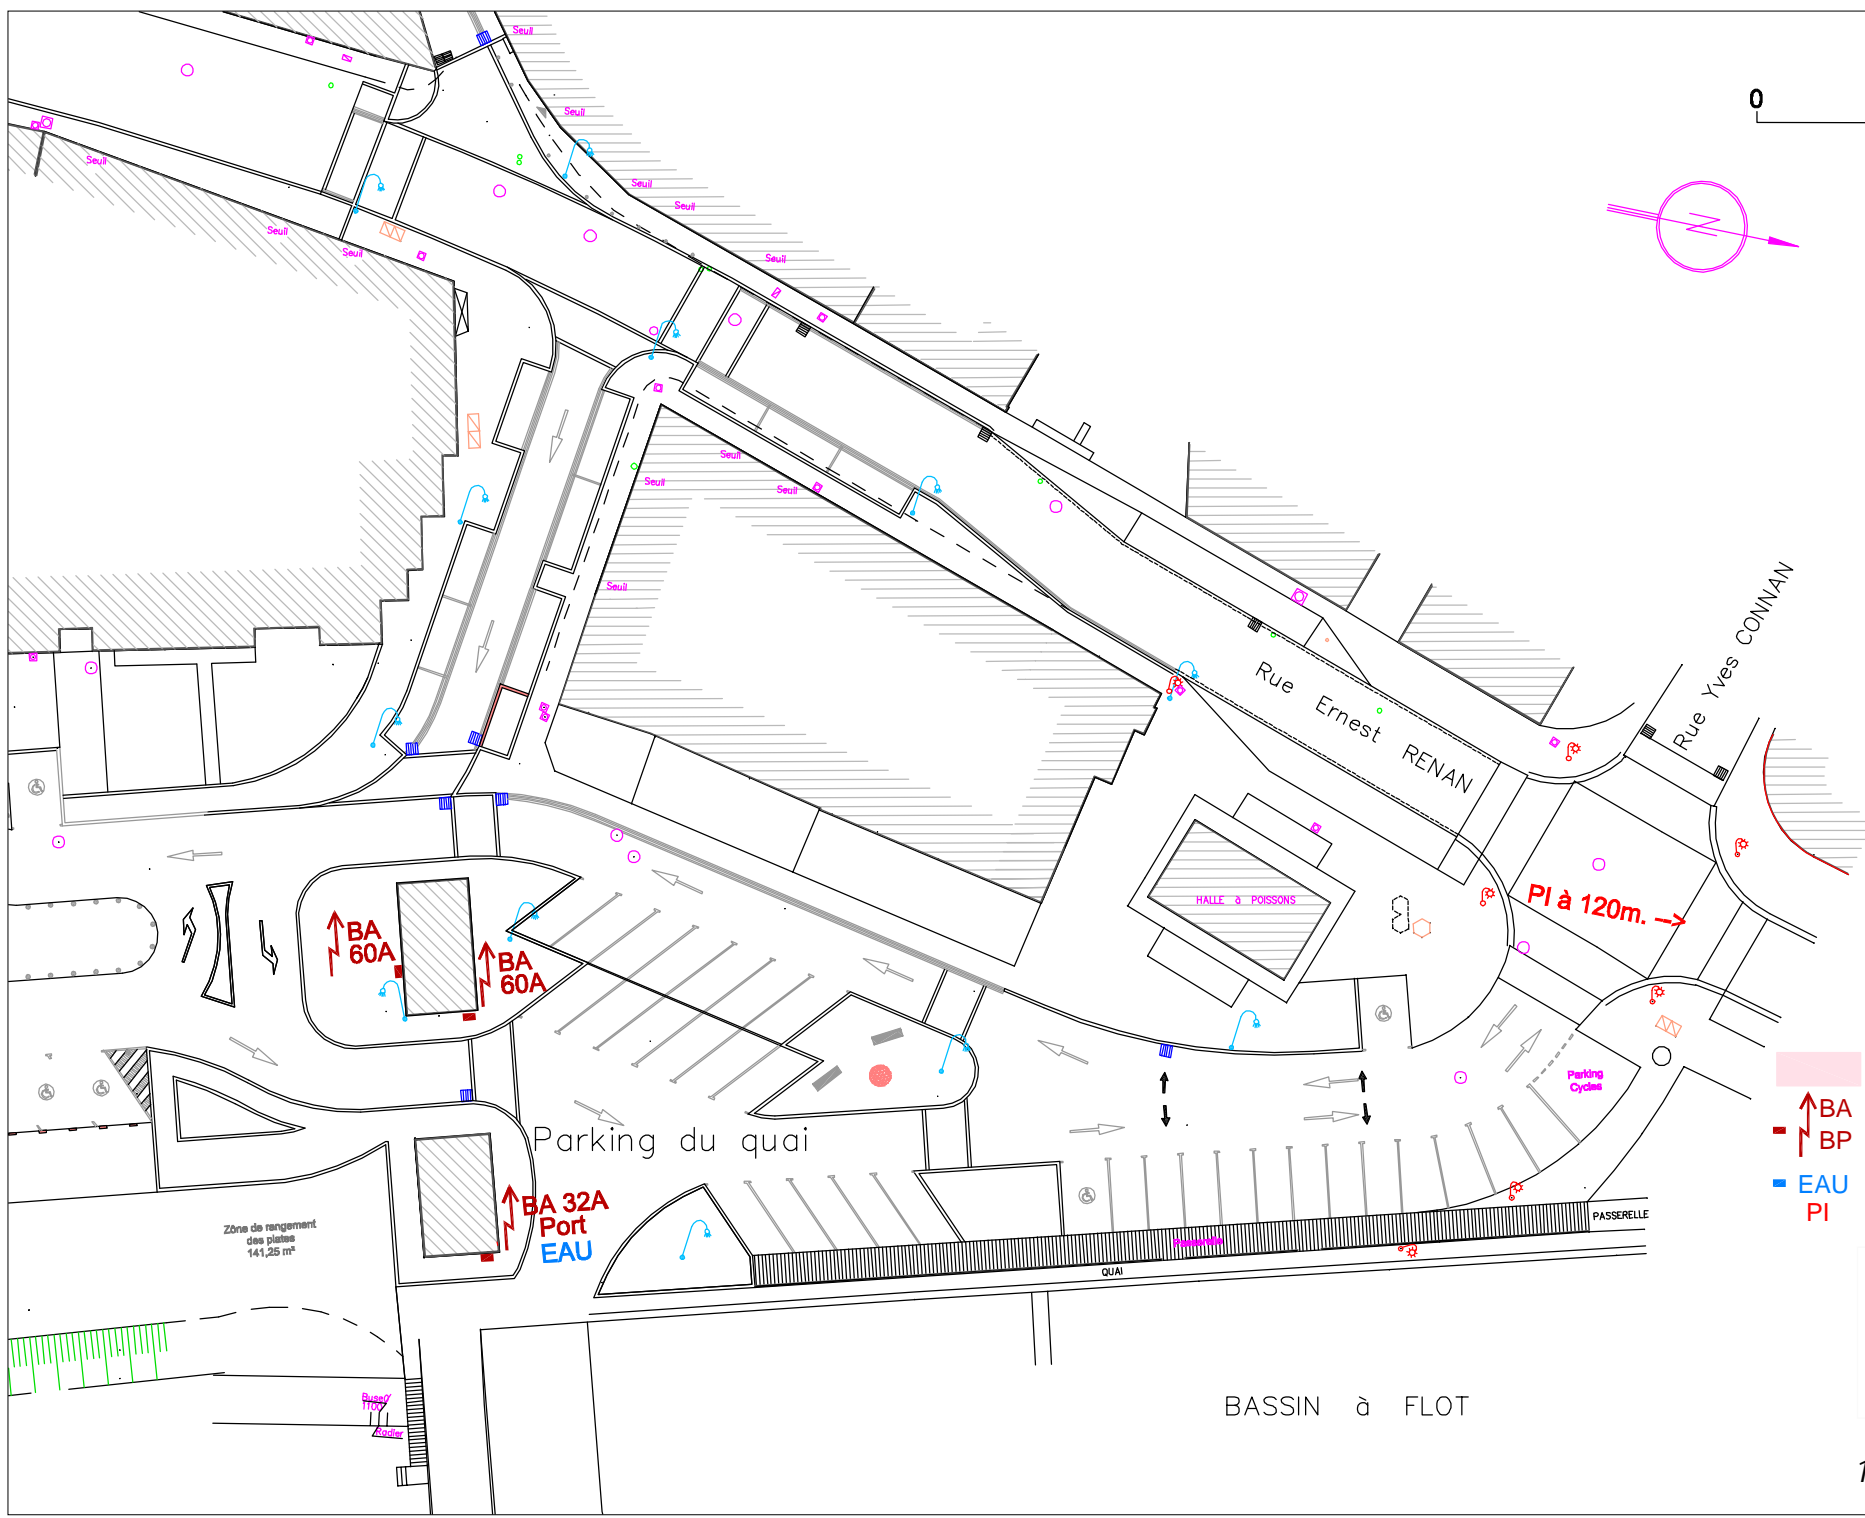 Seuil
0
Seuil
Seuil
Seuil
Seuil
Seuil
Seuil
Seuil
Seuil
N
Seuil
Seuil
Seuil
Seuil
Rue Yves CONNAN
Rue Ernest RENAN
HALLE à POISSONS
PI à 120m. -->
BA
60A
BA
60A
Parking
Cycles
BA
BP
EAU
PI
Parking du quai
BA 32A
Port
EAU
Zône de rangement
des plates
141,25 m²
PASSERELLE
Passerelle
QUAI
BASSIN à FLOT
Radier